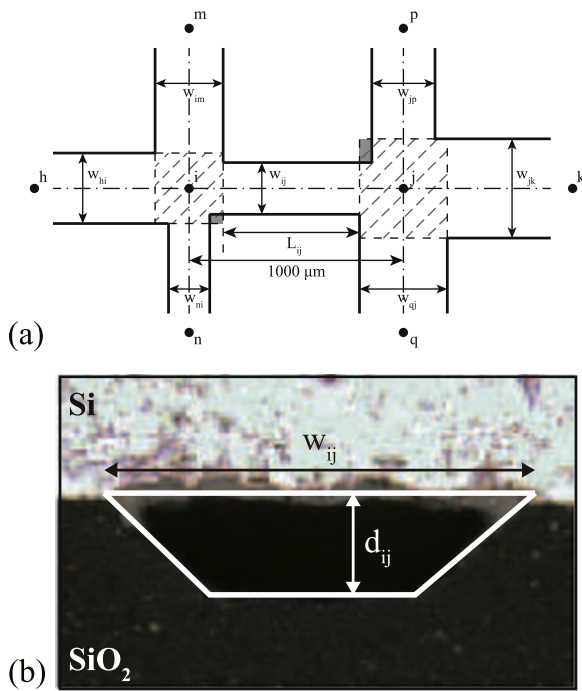 m
p
w_im
w_jp
h
w_hi
i
w_ij
j
w_jk
k
L_ij
1000 μm
w_ni
w_qj
n
q
(a)
Si
w_ij
d_ij
(b)
SiO₂